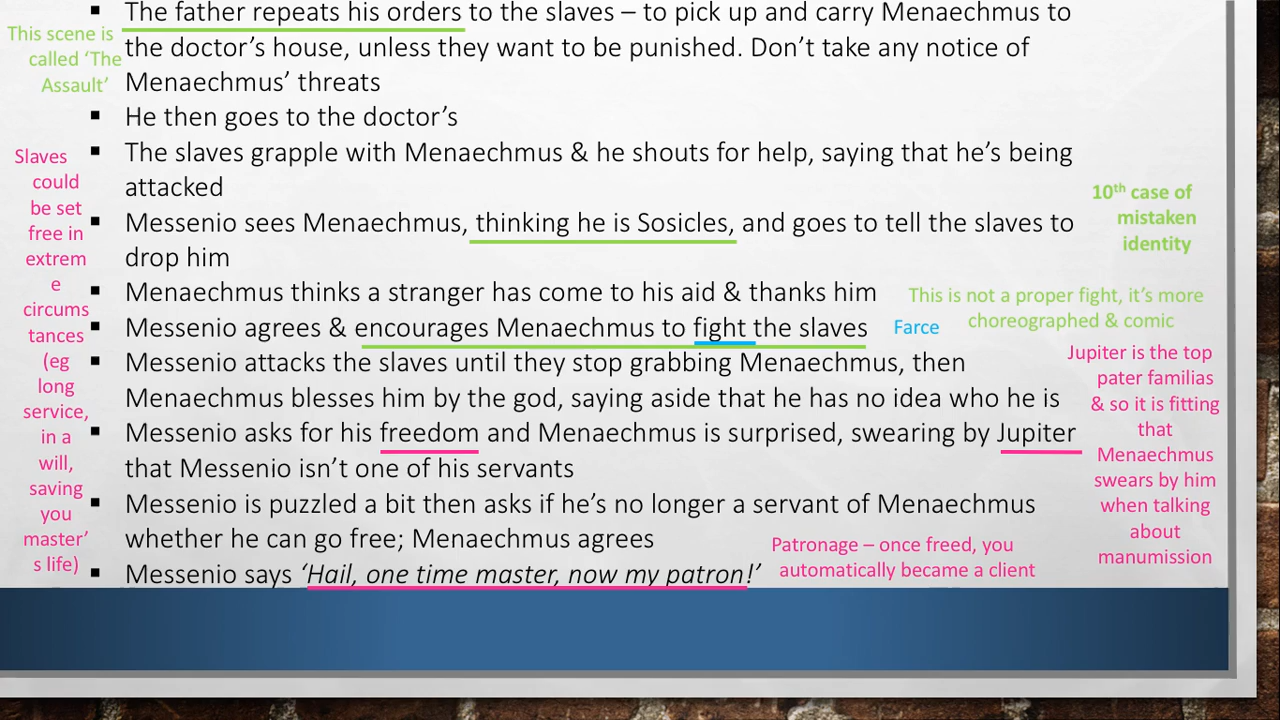 ▪ The father repeats his orders to the slaves – to pick up and carry Menaechmus to
the doctor’s house, unless they want to be punished. Don’t take any notice of
Menaechmus’ threats
▪ He then goes to the doctor’s
▪ The slaves grapple with Menaechmus & he shouts for help, saying that he’s being
attacked
▪ Messenio sees Menaechmus, thinking he is Sosicles, and goes to tell the slaves to
drop him
▪ Menaechmus thinks a stranger has come to his aid & thanks him
▪ Messenio agrees & encourages Menaechmus to fight the slaves
▪ Messenio attacks the slaves until they stop grabbing Menaechmus, then
Menaechmus blesses him by the god, saying aside that he has no idea who he is
▪ Messenio asks for his freedom and Menaechmus is surprised, swearing by Jupiter
that Messenio isn’t one of his servants
▪ Messenio is puzzled a bit then asks if he’s no longer a servant of Menaechmus
whether he can go free; Menaechmus agrees
▪ Messenio says ‘Hail, one time master, now my patron!’
This scene is
called ‘The
Assault’
Slaves
could
be set
free in
extrem
e
circums
tances
(eg
long
service,
in a
will,
saving
you
master’
s life)
10th case of
mistaken
identity
This is not a proper fight, it’s more
choreographed & comic
Farce
Jupiter is the top
pater familias
& so it is fitting
that
Menaechmus
swears by him
when talking
about
manumission
Patronage – once freed, you
automatically became a client